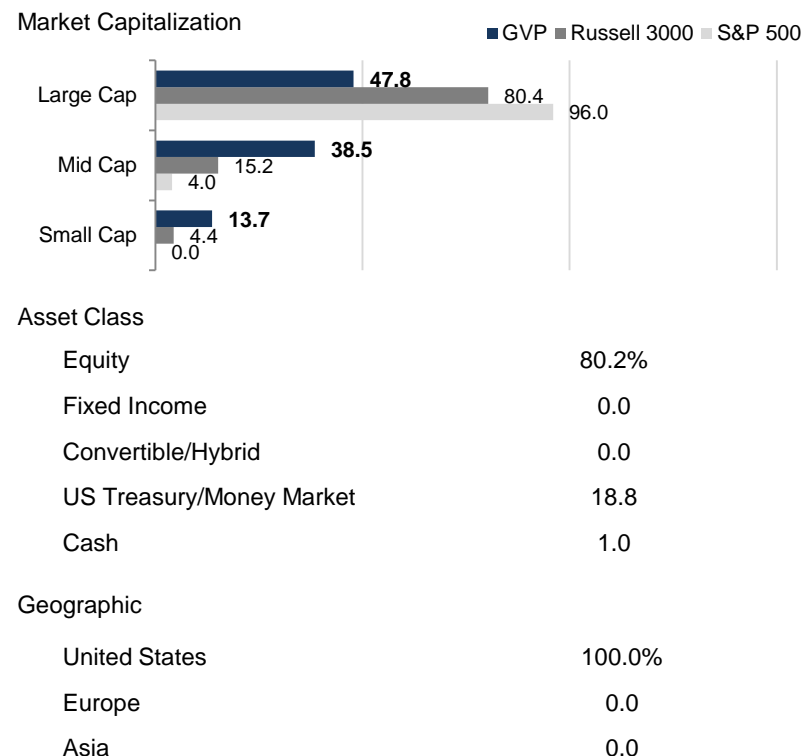 Market Capitalization
GVP Russell 3000 S&P 500
Large Cap
47.8
80.4
96.0
Mid Cap
38.5
15.2
4.0
Small Cap
13.7
4.4
0.0
Asset Class
Equity 80.2%
Fixed Income 0.0
Convertible/Hybrid 0.0
US Treasury/Money Market 18.8
Cash 1.0
Geographic
United States 100.0%
Europe 0.0
Asia 0.0